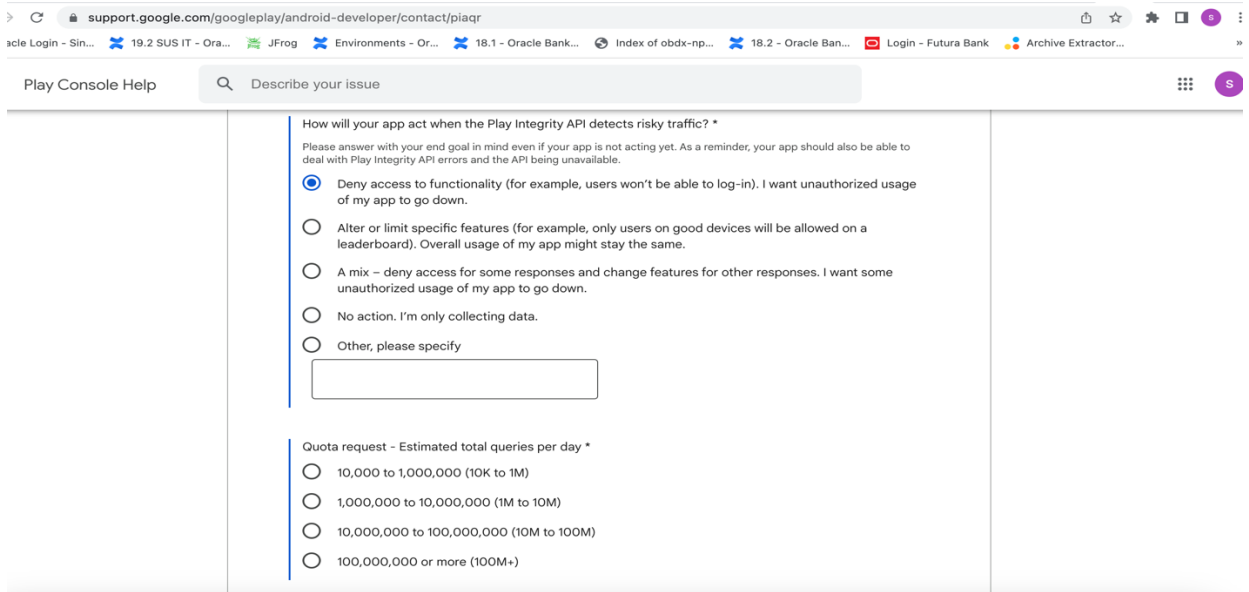 support.google.com/googleplay/android-developer/contact/piaqr
acle Login - Sin... 19.2 SUS IT - Ora... JFrog Environments - Or... 18.1 - Oracle Bank... Index of obdx-np... 18.2 - Oracle Ban... Login - Futura Bank Archive Extractor... »
Play Console Help Describe your issue S
How will your app act when the Play Integrity API detects risky traffic? *
Please answer with your end goal in mind even if your app is not acting yet. As a reminder, your app should also be able to
deal with Play Integrity API errors and the API being unavailable.
Deny access to functionality (for example, users won't be able to log-in). I want unauthorized usage
of my app to go down.
Alter or limit specific features (for example, only users on good devices will be allowed on a
leaderboard). Overall usage of my app might stay the same.
A mix – deny access for some responses and change features for other responses. I want some
unauthorized usage of my app to go down.
No action. I'm only collecting data.
Other, please specify
Quota request - Estimated total queries per day *
10,000 to 1,000,000 (10K to 1M)
1,000,000 to 10,000,000 (1M to 10M)
10,000,000 to 100,000,000 (10M to 100M)
100,000,000 or more (100M+)